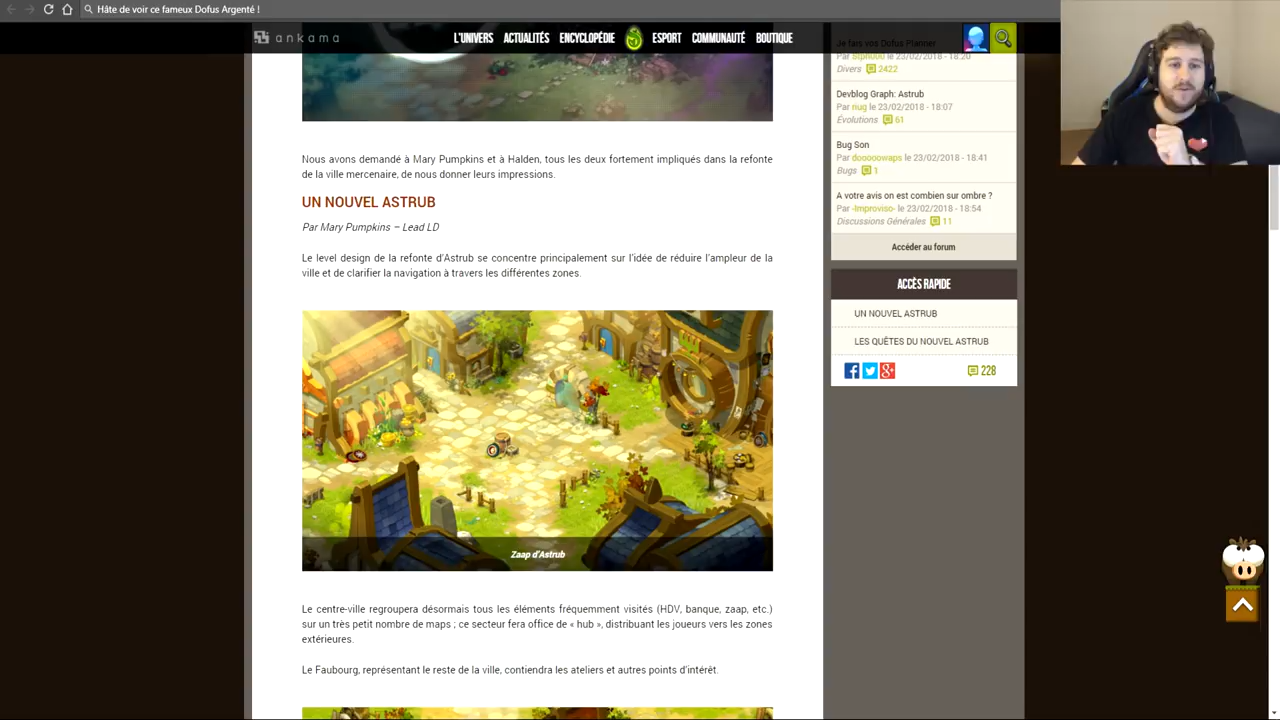 Hâte de voir ce fameux Dofus Argenté !
ankama
L'UNIVERS
ACTUALITÉS
ENCYCLOPÉDIE
ESPORT
COMMUNAUTÉ
BOUTIQUE
Nous avons demandé à Mary Pumpkins et à Halden, tous les deux fortement impliqués dans la refonte
de la ville mercenaire, de nous donner leurs impressions.
UN NOUVEL ASTRUB
Par Mary Pumpkins – Lead LD
Le level design de la refonte d'Astrub se concentre principalement sur l'idée de réduire l'ampleur de la
ville et de clarifier la navigation à travers les différentes zones.
Zaap d'Astrub
Le centre-ville regroupera désormais tous les éléments fréquemment visités (HDV, banque, zaap, etc.)
sur un très petit nombre de maps ; ce secteur fera office de « hub », distribuant les joueurs vers les zones
extérieures.
Le Faubourg, représentant le reste de la ville, contiendra les ateliers et autres points d'intérêt.
Je fais vos Dofus Planner
Par Stph000 le 23/02/2018 - 18:20
Divers 2422
Devblog Graph: Astrub
Par riug le 23/02/2018 - 18:07
Évolutions 61
Bug Son
Par dooooowaps le 23/02/2018 - 18:41
Bugs 1
A votre avis on est combien sur ombre ?
Par -Improviso- le 23/02/2018 - 18:54
Discussions Générales 11
Accéder au forum
ACCÈS RAPIDE
UN NOUVEL ASTRUB
LES QUÊTES DU NOUVEL ASTRUB
228